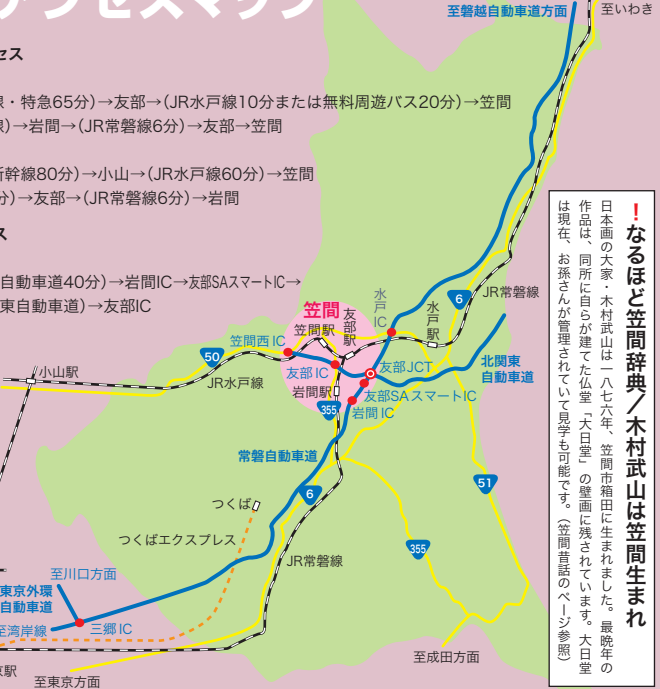 アクセスマップ
セス
線・特急65分)→友部→(JR水戸線10分または無料周遊バス20分)→笠間
線)→岩間→(JR常磐線6分)→友部→笠間
新幹線80分)→小山→(JR水戸線60分)→笠間
分)→友部→(JR常磐線6分)→岩間
ス
自動車道40分)→岩間IC→友部SAスマートIC→
東自動車道)→友部IC
至磐越自動車道方面
至いわき
笠間
水戸IC
水戸駅
6
JR常磐線
笠間駅
友部駅
笠間西IC
50
小山駅
JR水戸線
友部IC
友部JCT
北関東
自動車道
岩間駅
友部SAスマートIC
355
岩間IC
常磐自動車道
6
51
つくば
つくばエクスプレス
355
JR常磐線
至川口方面
東京外環
自動車道
至湾岸線
三郷IC
京駅
至東京方面
至成田方面
!なるほど笠間辞典/木村武山は笠間生まれ
日本画の大家・木村武山は一八七六年、笠間市箱田に生まれました。最晩年の
作品は、同所に自らが建てた仏堂「大日堂」の壁画に残されています。大日堂
は現在、お孫さんが管理されていて見学も可能です。(笠間昔話のページ参照)